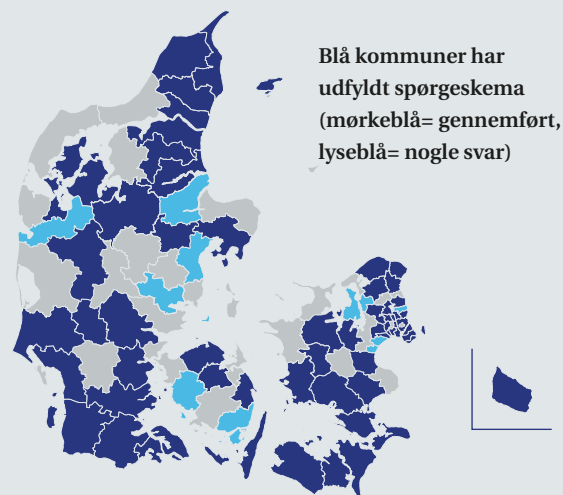 Blå kommuner har
udfyldt spørgeskema
(mørkeblå= gennemført,
lyseblå= nogle svar)